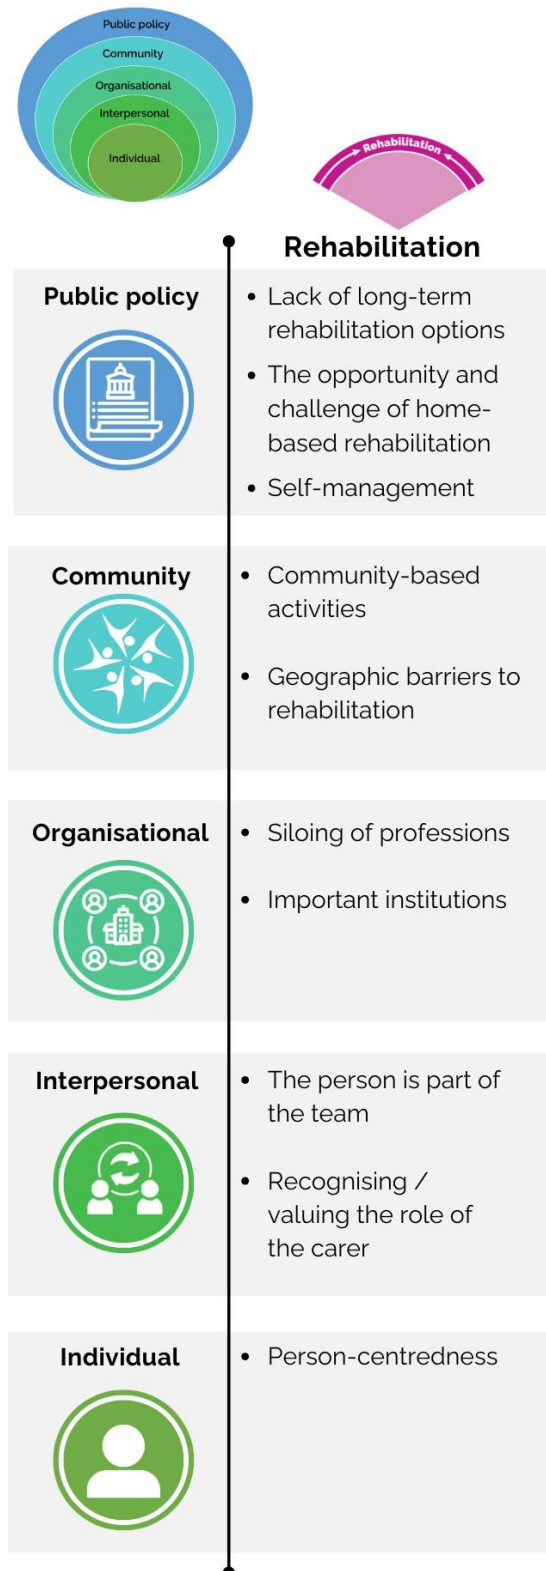 Public policy
Community
Organisational
Interpersonal
Individual
Rehabilitation
Rehabilitation
Public policy
• Lack of long-term
rehabilitation options
• The opportunity and
challenge of home-
based rehabilitation
• Self-management
Community
• Community-based
activities
• Geographic barriers to
rehabilitation
Organisational
• Siloing of professions
• Important institutions
Interpersonal
• The person is part of
the team
• Recognising /
valuing the role of
the carer
Individual
• Person-centredness